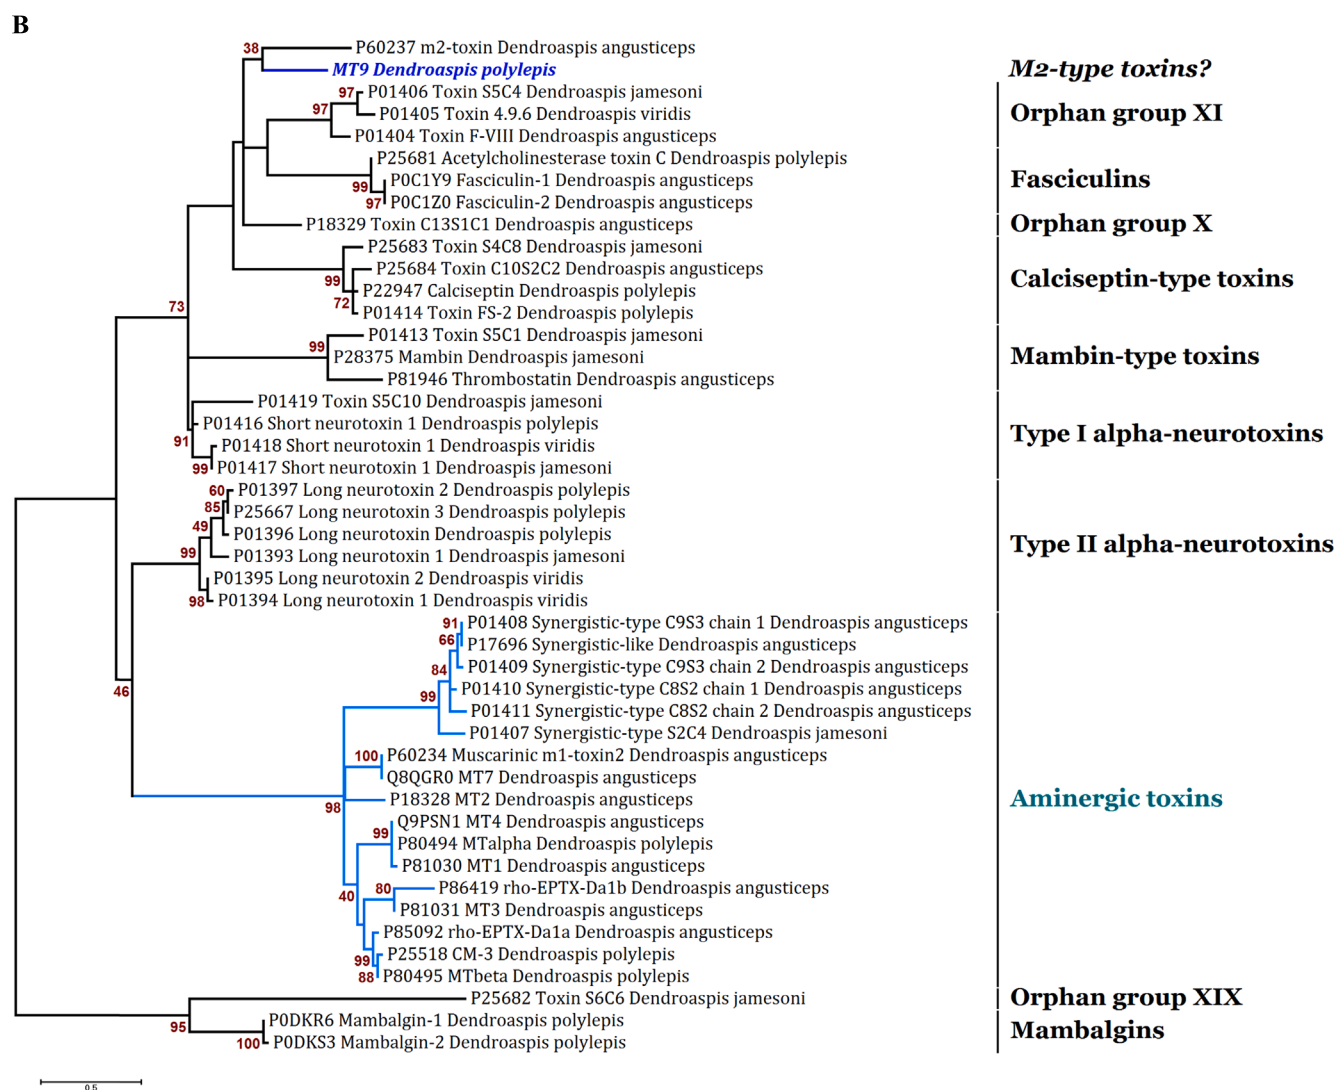 B
38
P60237 m2-toxin Dendroaspis angusticeps
MT9 Dendroaspis polylepis
M2-type toxins?
97
P01406 Toxin S5C4 Dendroaspis jamesoni
97
P01405 Toxin 4.9.6 Dendroaspis viridis
Orphan group XI
P01404 Toxin F-VIII Dendroaspis angusticeps
P25681 Acetylcholinesterase toxin C Dendroaspis polylepis
99
P0C1Y9 Fasciculin-1 Dendroaspis angusticeps
Fasciculins
97
P0C1Z0 Fasciculin-2 Dendroaspis angusticeps
P18329 Toxin C13S1C1 Dendroaspis angusticeps
Orphan group X
P25683 Toxin S4C8 Dendroaspis jamesoni
99
P25684 Toxin C10S2C2 Dendroaspis angusticeps
Calciseptin-type toxins
P22947 Calciseptin Dendroaspis polylepis
72
P01414 Toxin FS-2 Dendroaspis polylepis
73
P01413 Toxin S5C1 Dendroaspis jamesoni
99
P28375 Mambin Dendroaspis jamesoni
Mambin-type toxins
P81946 Thrombostatin Dendroaspis angusticeps
P01419 Toxin S5C10 Dendroaspis jamesoni
P01416 Short neurotoxin 1 Dendroaspis polylepis
Type I alpha-neurotoxins
91
P01418 Short neurotoxin 1 Dendroaspis viridis
99
P01417 Short neurotoxin 1 Dendroaspis jamesoni
60
P01397 Long neurotoxin 2 Dendroaspis polylepis
85
P25667 Long neurotoxin 3 Dendroaspis polylepis
49
P01396 Long neurotoxin Dendroaspis polylepis
Type II alpha-neurotoxins
99
P01393 Long neurotoxin 1 Dendroaspis jamesoni
P01395 Long neurotoxin 2 Dendroaspis viridis
98
P01394 Long neurotoxin 1 Dendroaspis viridis
91
P01408 Synergistic-type C9S3 chain 1 Dendroaspis angusticeps
66
P17696 Synergistic-like Dendroaspis angusticeps
84
P01409 Synergistic-type C9S3 chain 2 Dendroaspis angusticeps
46
99
P01410 Synergistic-type C8S2 chain 1 Dendroaspis angusticeps
P01411 Synergistic-type C8S2 chain 2 Dendroaspis angusticeps
P01407 Synergistic-type S2C4 Dendroaspis jamesoni
100
P60234 Muscarinic m1-toxin2 Dendroaspis angusticeps
Q8QGR0 MT7 Dendroaspis angusticeps
98
P18328 MT2 Dendroaspis angusticeps
Aminergic toxins
Q9PSN1 MT4 Dendroaspis angusticeps
99
P80494 MTalpha Dendroaspis polylepis
P81030 MT1 Dendroaspis angusticeps
40
80
P86419 rho-EPTX-Da1b Dendroaspis angusticeps
P81031 MT3 Dendroaspis angusticeps
P85092 rho-EPTX-Da1a Dendroaspis angusticeps
99
P25518 CM-3 Dendroaspis polylepis
88
P80495 MTbeta Dendroaspis polylepis
P25682 Toxin S6C6 Dendroaspis jamesoni
Orphan group XIX
95
P0DKR6 Mambalgin-1 Dendroaspis polylepis
Mambalgins
100
P0DKS3 Mambalgin-2 Dendroaspis polylepis
0.5